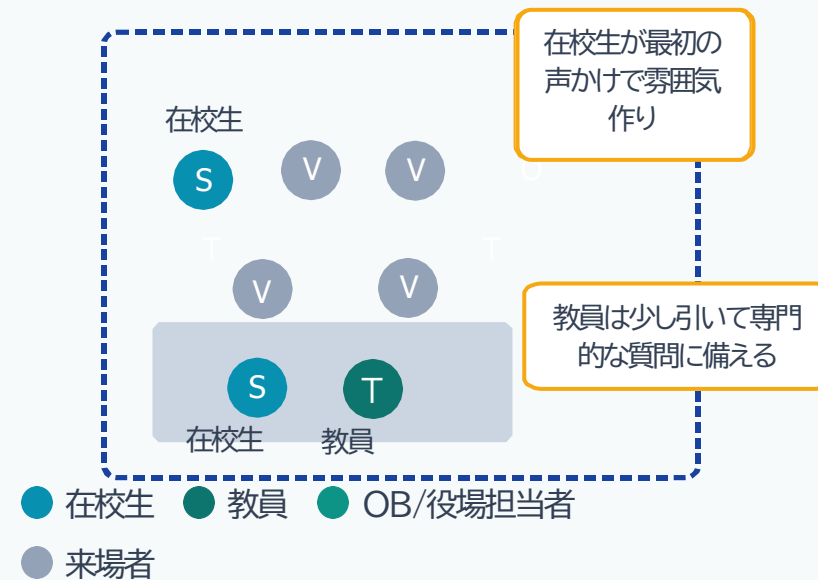 在校生が最初の
声かけで雰囲気
作り
在校生
S
V
V
O
T
T
V
V
教員は少し引いて専門
的な質問に備える
S
T
在校生
教員
在校生
教員
OB/役場担当者
来場者